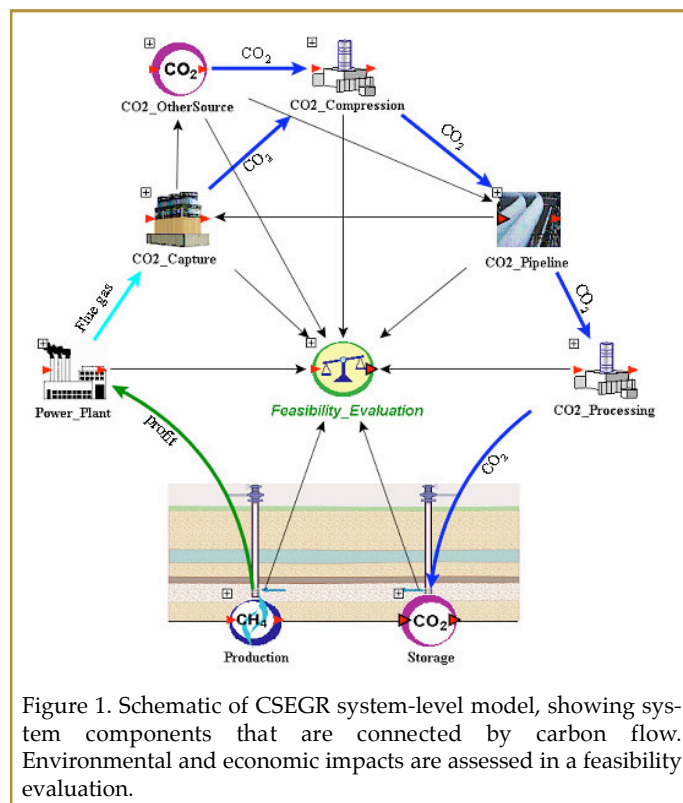 CO2
CO₂
CO2_OtherSource
CO2_Compression
CO₂
CO₂
CO2_Capture
CO2_Pipeline
Flue gas
CO₂
Power_Plant
Feasibility_Evaluation
CO2_Processing
profit
CO₂
CH4
CO2
Production
Storage
Figure 1. Schematic of CSEGR system-level model, showing sys-
tem components that are connected by carbon flow.
Environmental and economic impacts are assessed in a feasibility
evaluation.